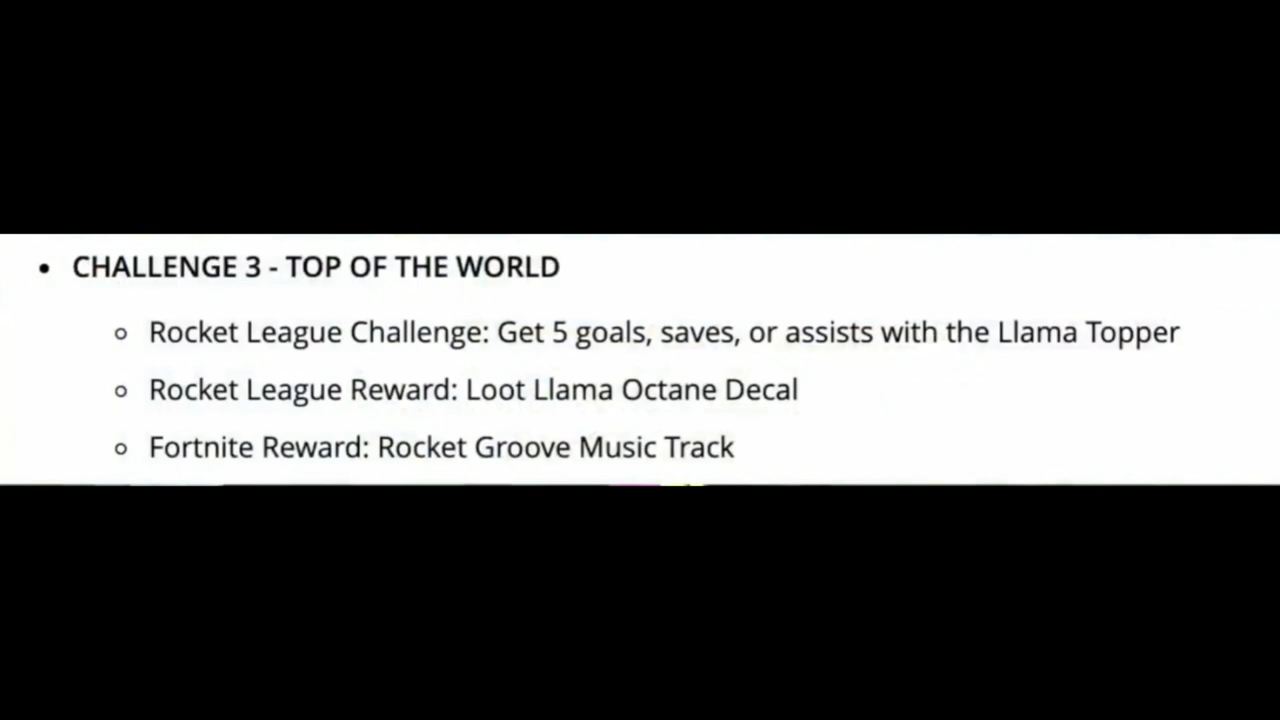 • CHALLENGE 3 - TOP OF THE WORLD
○ Rocket League Challenge: Get 5 goals, saves, or assists with the Llama Topper
○ Rocket League Reward: Loot Llama Octane Decal
○ Fortnite Reward: Rocket Groove Music Track